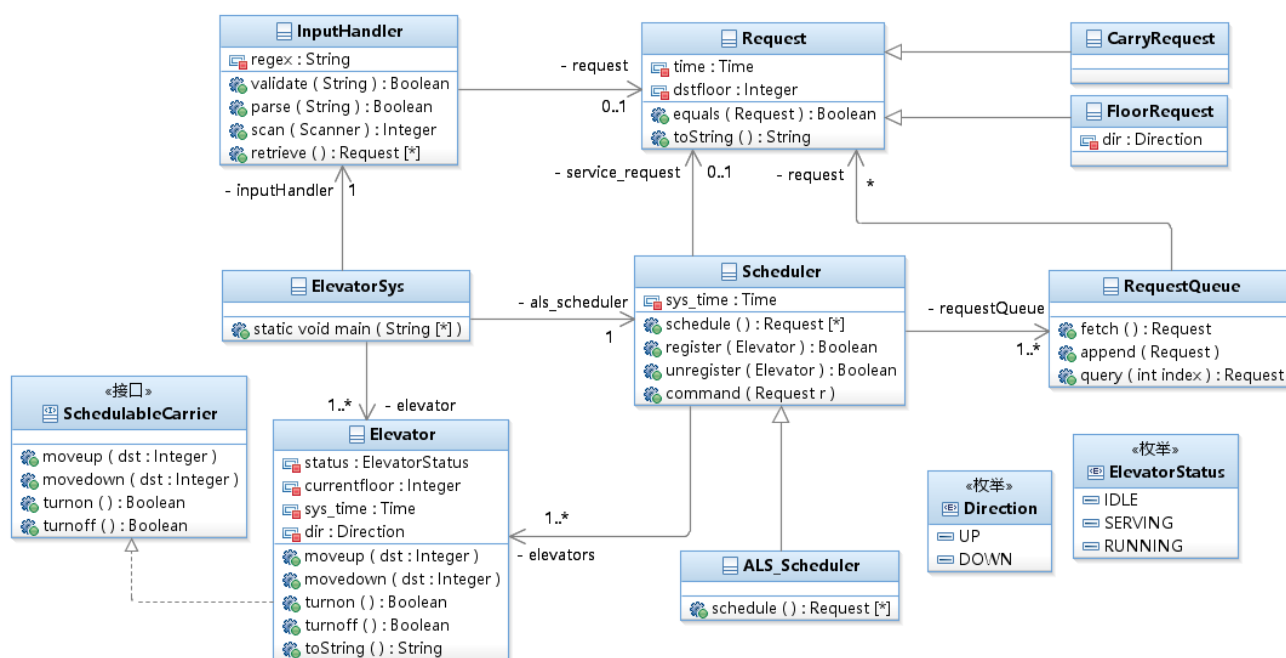 InputHandler
regex : String
validate ( String ) : Boolean
parse ( String ) : Boolean
scan ( Scanner ) : Integer
retrieve ( ) : Request [*]
- request
0..1
Request
time : Time
dstfloor : Integer
equals ( Request ) : Boolean
toString ( ) : String
CarryRequest
FloorRequest
dir : Direction
- inputHandler
1
- service_request
0..1
- request
*
ElevatorSys
static void main ( String [*] )
- als_scheduler
1
Scheduler
sys_time : Time
schedule ( ) : Request [*]
register ( Elevator ) : Boolean
unregister ( Elevator ) : Boolean
command ( Request r )
- requestQueue
1..*
RequestQueue
fetch ( ) : Request
append ( Request )
query ( int index ) : Request
«接口»
SchedulableCarrier
moveup ( dst : Integer )
movedown ( dst : Integer )
turnon ( ) : Boolean
turnoff ( ) : Boolean
1..*
- elevator
Elevator
status : ElevatorStatus
currentfloor : Integer
sys_time : Time
dir : Direction
moveup ( dst : Integer )
movedown ( dst : Integer )
turnon ( ) : Boolean
turnoff ( ) : Boolean
toString ( ) : String
1..*
- elevators
ALS_Scheduler
schedule ( ) : Request [*]
«枚举»
Direction
UP
DOWN
«枚举»
ElevatorStatus
IDLE
SERVING
RUNNING